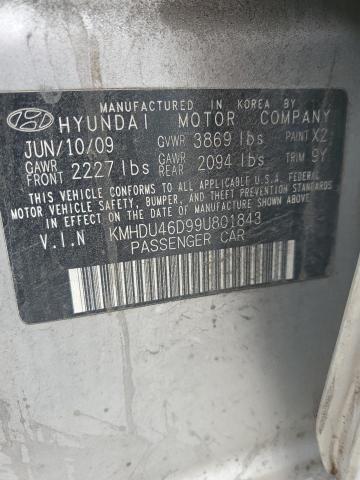 MANUFACTURED IN KOREA BY
HYUNDAI MOTOR COMPANY
JUN/10/09 GVWR 3869 lbs PAINT X2
GAWR FRONT 2227 lbs GAWR REAR 2094 lbs TRIM 9Y
THIS VEHICLE CONFORMS TO ALL APPLICABLE U.S.A. FEDERAL
MOTOR VEHICLE SAFETY, BUMPER, AND THEFT PREVENTION STANDARDS
IN EFFECT ON THE DATE OF MANUFACTURE SHOWN ABOVE.
V.I.N KMHDU46D99U801843
PASSENGER CAR